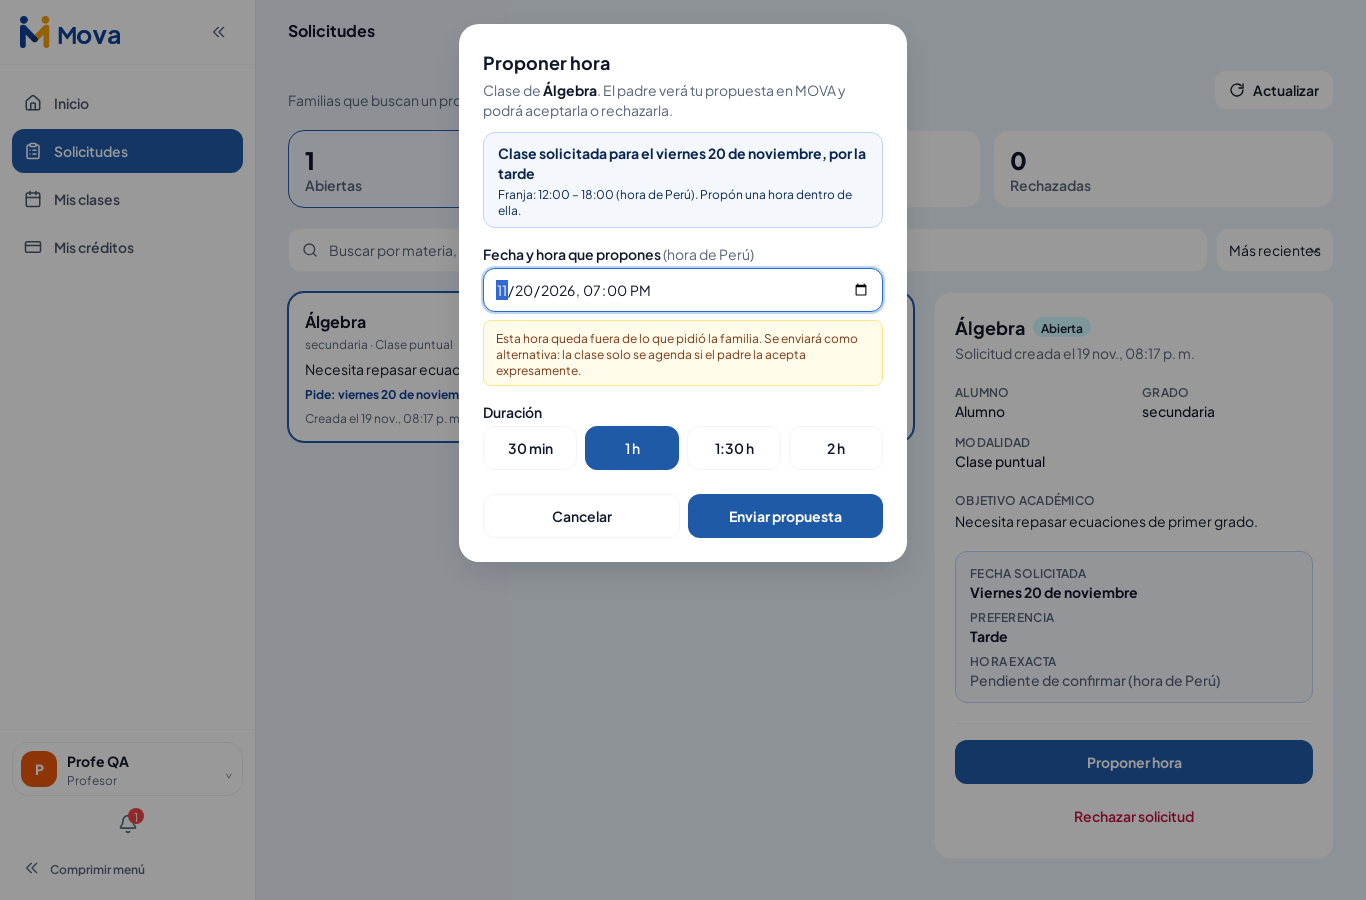 Mova
Inicio
Solicitudes
Mis clases
Mis créditos
P
Profe QA
Profesor
1
Comprimir menú
Solicitudes
Familias que buscan un pro
Actualizar
1
Abiertas
0
Rechazadas
Buscar por materia,
Más recientes
Álgebra
secundaria · Clase puntual
Necesita repasar ecuac
Pide: viernes 20 de noviem
Creada el 19 nov., 08:17 p. m
Álgebra
Abierta
Solicitud creada el 19 nov., 08:17 p. m.
ALUMNO
GRADO
Alumno
secundaria
MODALIDAD
Clase puntual
OBJETIVO ACADÉMICO
Necesita repasar ecuaciones de primer grado.
FECHA SOLICITADA
Viernes 20 de noviembre
PREFERENCIA
Tarde
HORA EXACTA
Pendiente de confirmar (hora de Perú)
Proponer hora
Rechazar solicitud
Proponer hora
Clase de Álgebra. El padre verá tu propuesta en MOVA y
podrá aceptarla o rechazarla.
Clase solicitada para el viernes 20 de noviembre, por la
tarde
Franja: 12:00 – 18:00 (hora de Perú). Propón una hora dentro de
ella.
Fecha y hora que propones (hora de Perú)
11/20/2026, 07:00 PM
Esta hora queda fuera de lo que pidió la familia. Se enviará como
alternativa: la clase solo se agenda si el padre la acepta
expresamente.
Duración
30 min
1 h
1:30 h
2 h
Cancelar
Enviar propuesta